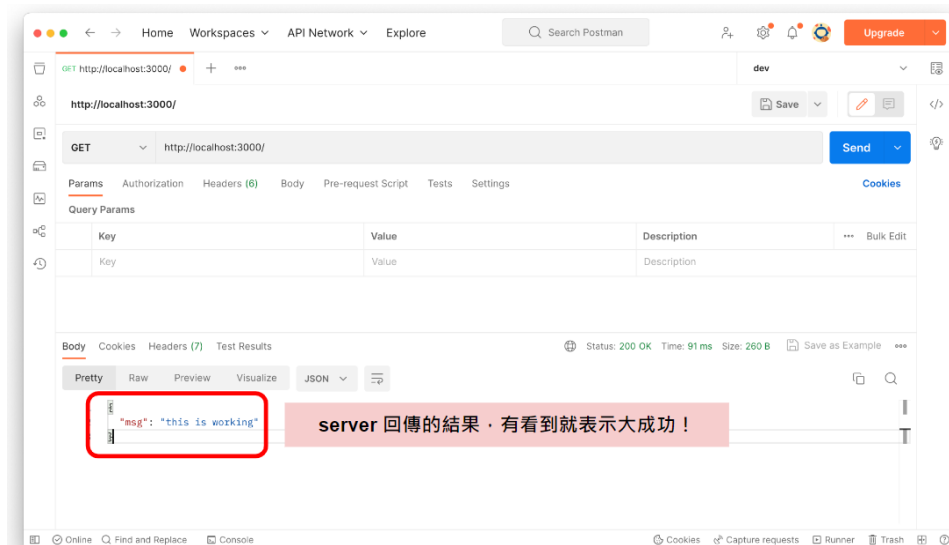 Home Workspaces API Network Explore Search Postman Upgrade
GET http://localhost:3000/ dev
http://localhost:3000/ Save
GET http://localhost:3000/ Send
Params Authorization Headers (6) Body Pre-request Script Tests Settings Cookies
Query Params
Key Value Description Bulk Edit
Key Value Description
Body Cookies Headers (7) Test Results Status: 200 OK Time: 91 ms Size: 260 B Save as Example
Pretty Raw Preview Visualize JSON
{
"msg": "this is working"
}
server 回傳的結果，有看到就表示大成功！
Online Find and Replace Console Cookies Capture requests Runner Trash